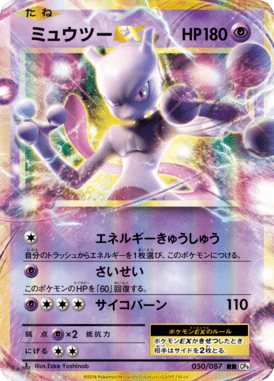 たね
ミュウツーEX HP180
エネルギーきゅうしゅう
自分のトラッシュからエネルギーを1枚選び、このポケモンにつける。
さいせい
このポケモンのHPを「60」回復する。
サイコバーン 110
弱点 ×2 抵抗力
にげる
ポケモンEXのルール
ポケモンEXがきぜつしたとき、相手はサイドを2枚とる。
Illus.Eske Yoshinob
050/087 RR CP6